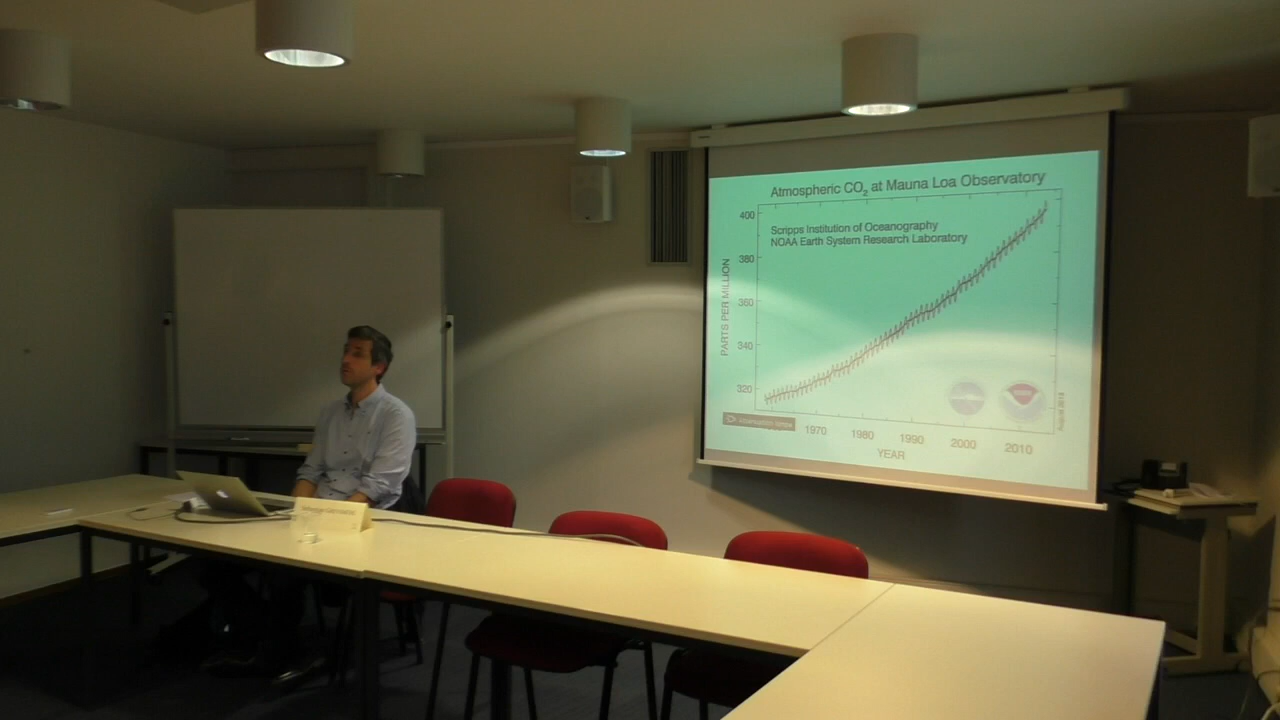 Atmospheric CO₂ at Mauna Loa Observatory
Scripps Institution of Oceanography
NOAA Earth System Research Laboratory
PARTS PER MILLION
400
380
360
340
320
1970
1980
1990
2000
2010
YEAR